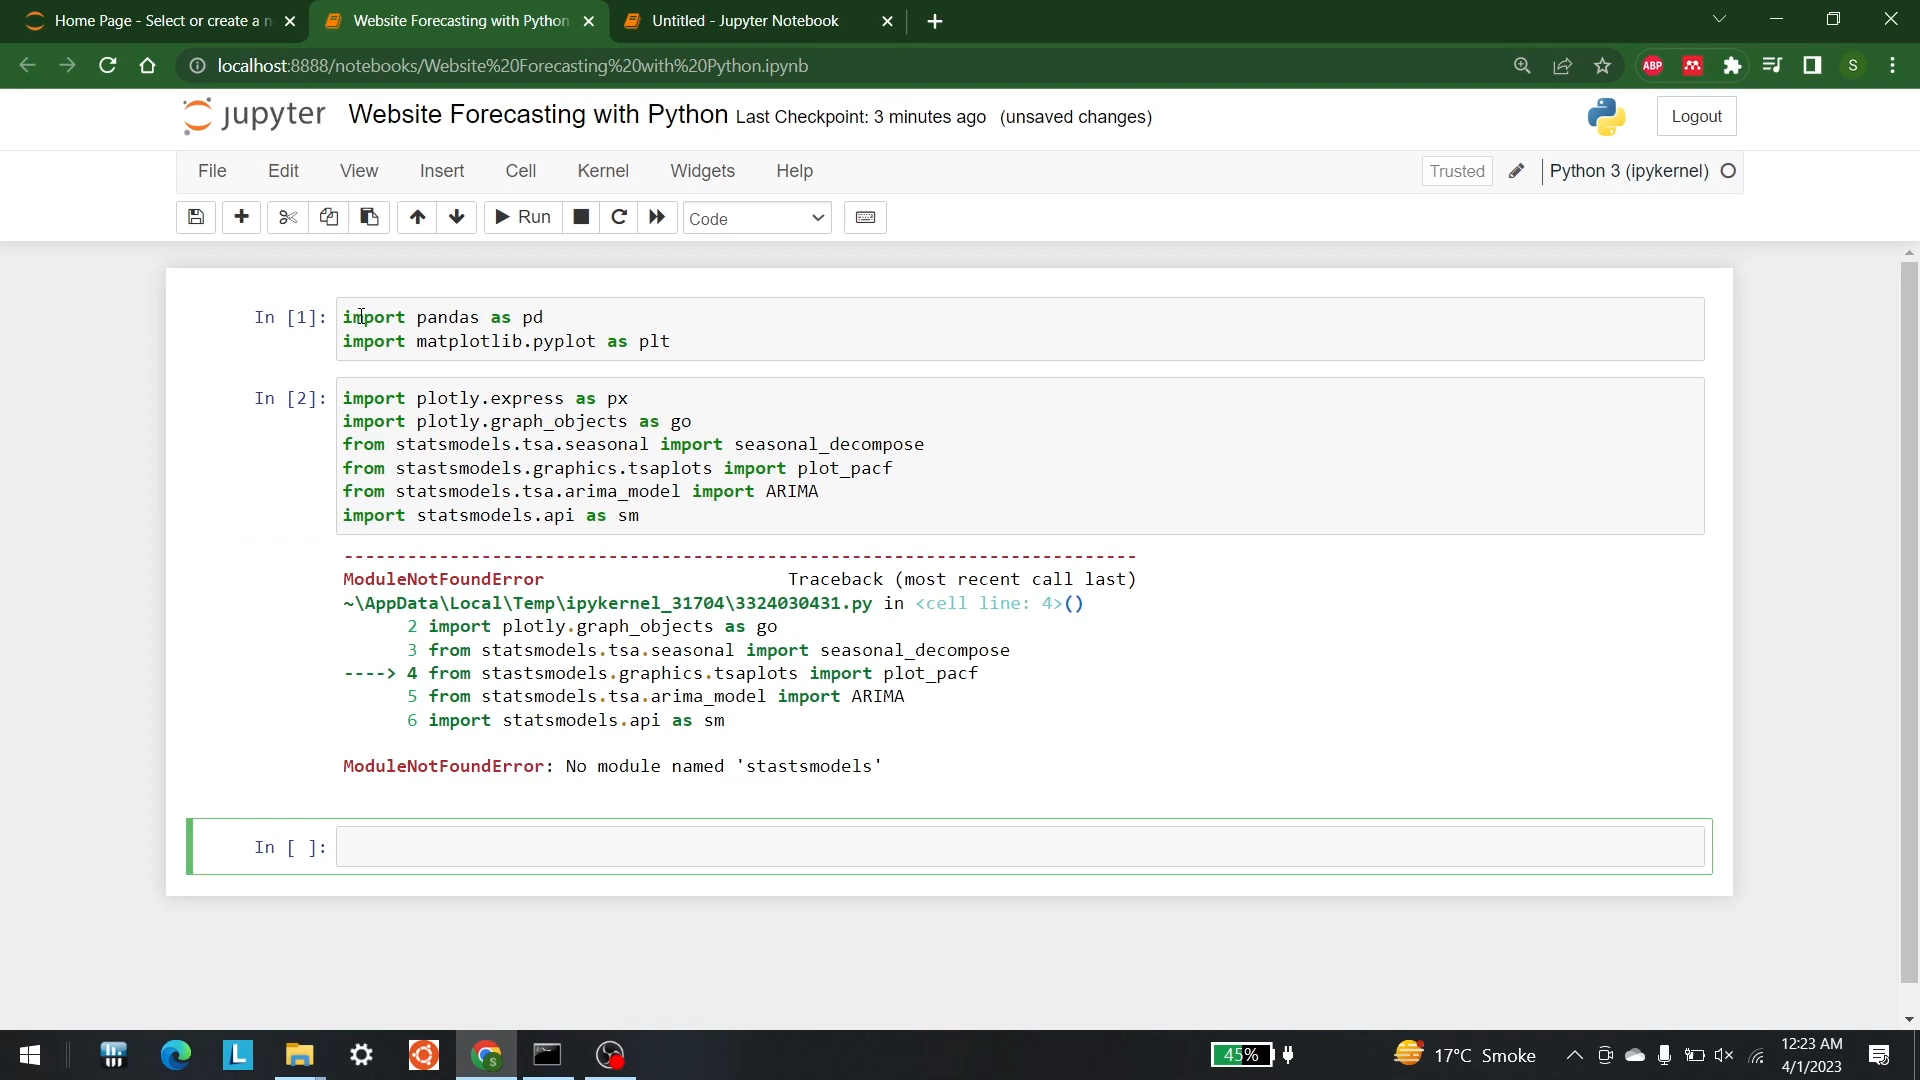 Home Page - Select or create a n
Website Forecasting with Python
Untitled - Jupyter Notebook
localhost:8888/notebooks/Website%20Forecasting%20with%20Python.ipynb
ABP
S
jupyter Website Forecasting with Python Last Checkpoint: 3 minutes ago (unsaved changes)
Logout
File Edit View Insert Cell Kernel Widgets Help
Trusted Python 3 (ipykernel)
Run Code
In [1]: import pandas as pd
import matplotlib.pyplot as plt
In [2]: import plotly.express as px
import plotly.graph_objects as go
from statsmodels.tsa.seasonal import seasonal_decompose
from stastsmodels.graphics.tsaplots import plot_pacf
from statsmodels.tsa.arima_model import ARIMA
import statsmodels.api as sm
---------------------------------------------------------------------------
ModuleNotFoundError Traceback (most recent call last)
~\AppData\Local\Temp\ipykernel_31704\3324030431.py in <cell line: 4>()
2 import plotly.graph_objects as go
3 from statsmodels.tsa.seasonal import seasonal_decompose
----> 4 from stastsmodels.graphics.tsaplots import plot_pacf
5 from statsmodels.tsa.arima_model import ARIMA
6 import statsmodels.api as sm
ModuleNotFoundError: No module named 'stastsmodels'
In [ ]:
L
S
45%
17°C Smoke
12:23 AM
4/1/2023